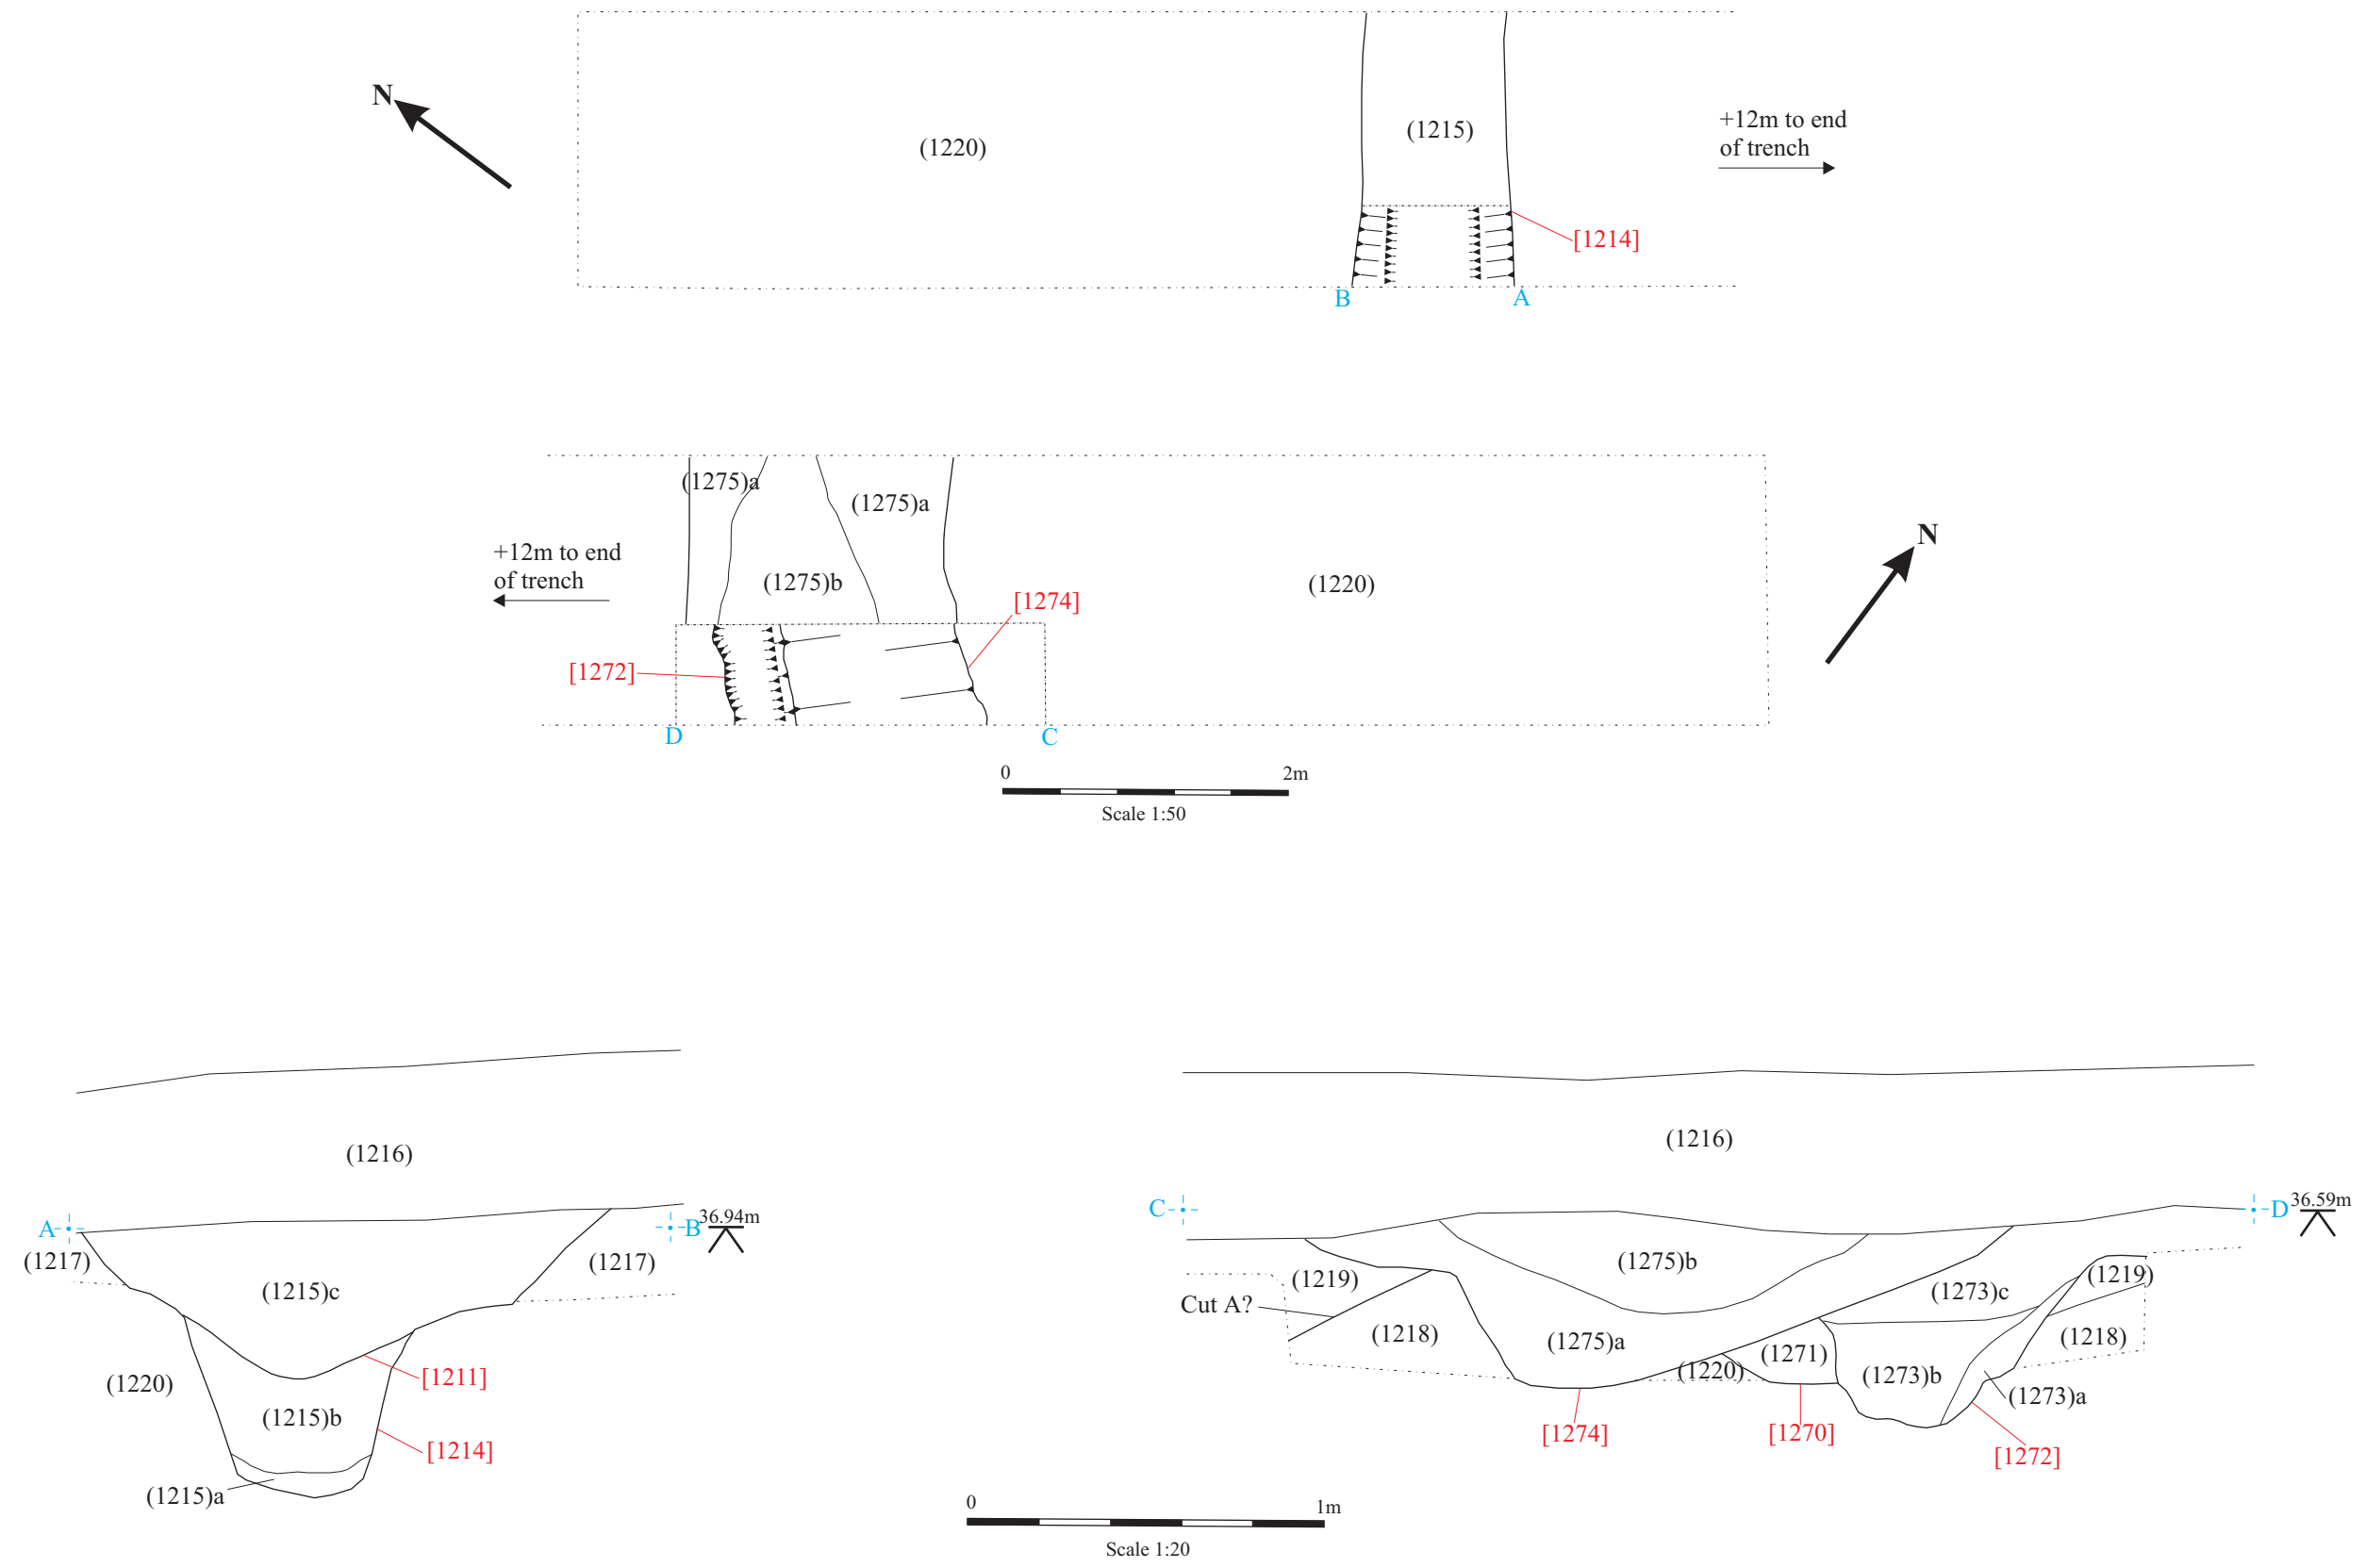 N
(1220)
(1215)
+12m to end
of trench
[1214]
B
A
(1275)a
(1275)a
+12m to end
of trench
(1275)b
(1220)
N
[1274]
[1272]
D
C
0
2m
Scale 1:50
(1216)
A
B
36.94m
(1217)
(1217)
(1215)c
(1220)
[1211]
(1215)b
[1214]
(1215)a
(1216)
C
D
36.59m
(1275)b
(1219)
(1219)
Cut A?
(1273)c
(1218)
(1275)a
(1218)
(1271)
(1220)
(1273)b
(1273)a
[1274]
[1270]
[1272]
0
1m
Scale 1:20